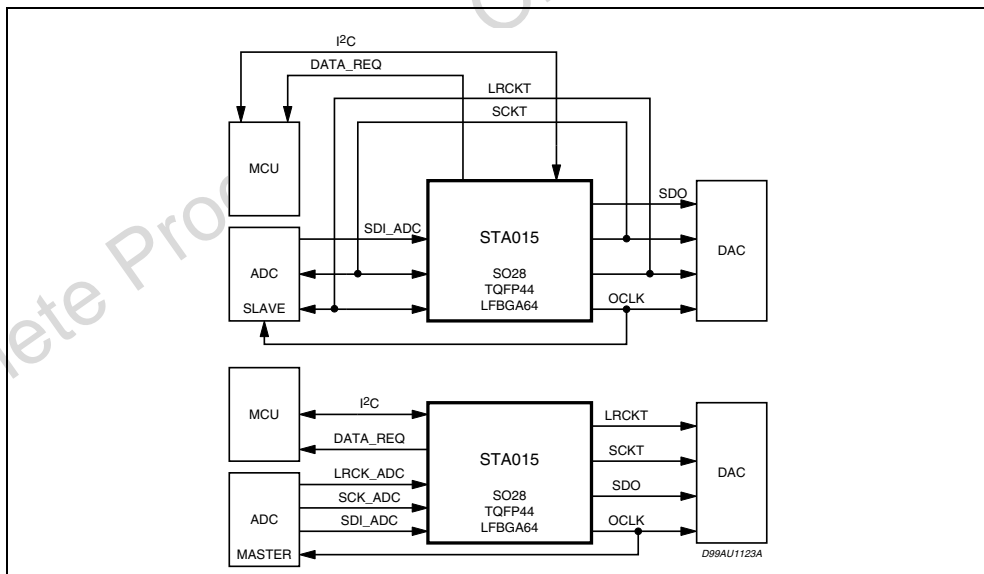 I²C
DATA_REQ
LRCKT
SCKT
MCU
SDO
SDI_ADC
STA015
ADC
DAC
SO28
TQFP44
LFBGA64
SLAVE
OCLK
I²C
MCU
LRCKT
DATA_REQ
SCKT
STA015
LRCK_ADC
DAC
SCK_ADC
SO28
SDO
TQFP44
ADC
SDI_ADC
LFBGA64
OCLK
MASTER
D99AU1123A